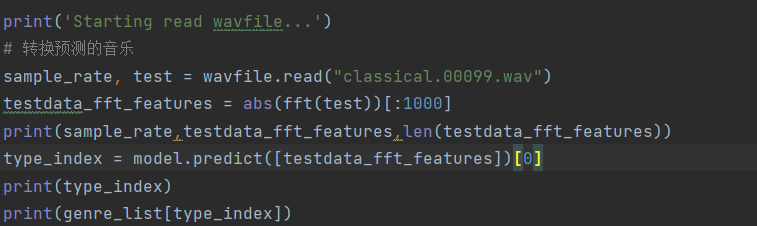 print('Starting read wavfile...')
# 转换预测的音乐
sample_rate, test = wavfile.read("classical.00099.wav")
testdata_fft_features = abs(fft(test))[:1000]
print(sample_rate,testdata_fft_features,len(testdata_fft_features))
type_index = model.predict([testdata_fft_features])[0]
print(type_index)
print(genre_list[type_index])